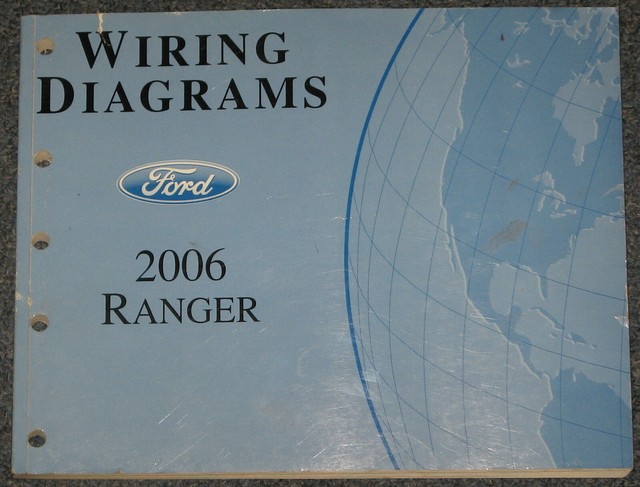 WIRING
DIAGRAMS
Ford
2006
RANGER